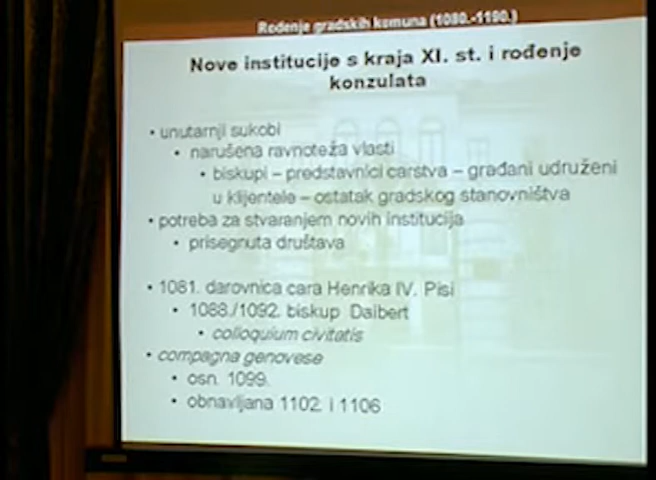 Rođenje gradskih komuna (1080.-1190.)
Nove institucije s kraja XI. st. i rođenje
konzulata
• unutarnji sukobi
• narušena ravnoteža vlasti
• biskupi – predstavnici carstva – građani udruženi
u klijentele – ostatak gradskog stanovništva
• potreba za stvaranjem novih institucija
• prisegnuta društava
• 1081. darovnica cara Henrika IV. Pisi
• 1088./1092. biskup Daibert
• colloquium civitatis
• compagna genovese
• osn. 1099.
• obnavljana 1102. i 1106